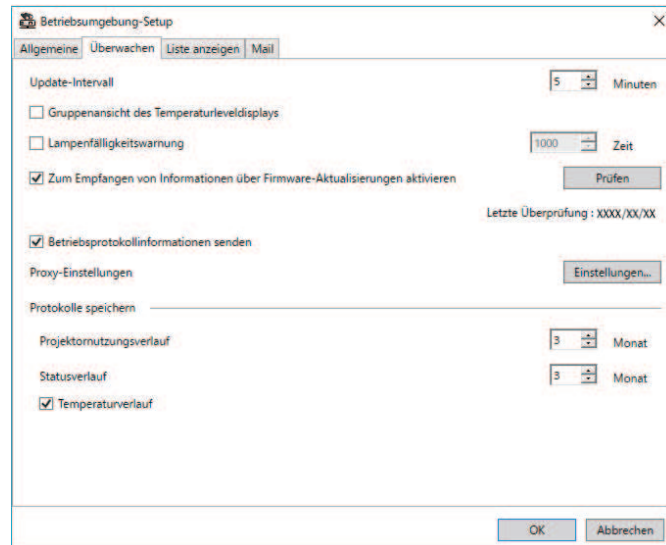 Betriebsumgebung-Setup
Allgemeine Überwachen Liste anzeigen Mail
Update-Intervall 5 Minuten
Gruppenansicht des Temperaturleveldisplays
Lampenfälligkeitswarnung 1000 Zeit
Zum Empfangen von Informationen über Firmware-Aktualisierungen aktivieren Prüfen
Letzte Überprüfung : XXXX/XX/XX
Betriebsprotokollinformationen senden
Proxy-Einstellungen Einstellungen...
Protokolle speichern
Projektornutzungsverlauf 3 Monat
Statusverlauf 3 Monat
Temperaturverlauf
OK Abbrechen